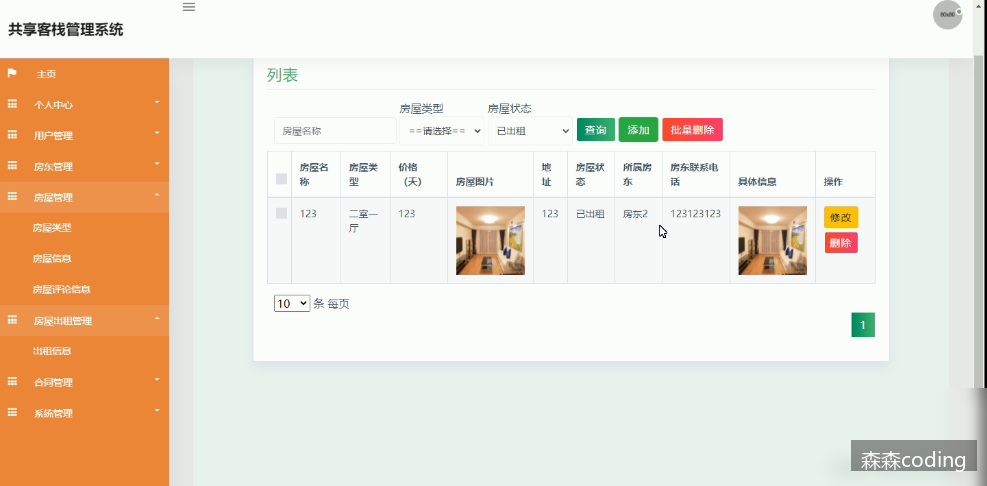 共享客栈管理系统
60x60
主页
个人中心
用户管理
房东管理
房屋管理
房屋类型
房屋信息
房屋评论信息
房屋出租管理
出租信息
合同管理
系统管理
列表
房屋类型 房屋状态
房屋名称 ==请选择== 已出租 查询 添加 批量删除
房屋名称 房屋类型 价格（天） 房屋图片 地址 房屋状态 所属房东 房东联系电话 具体信息 操作
123 二室一厅 123 123 已出租 房东2 123123123 修改
删除
10 条 每页
1
森森coding